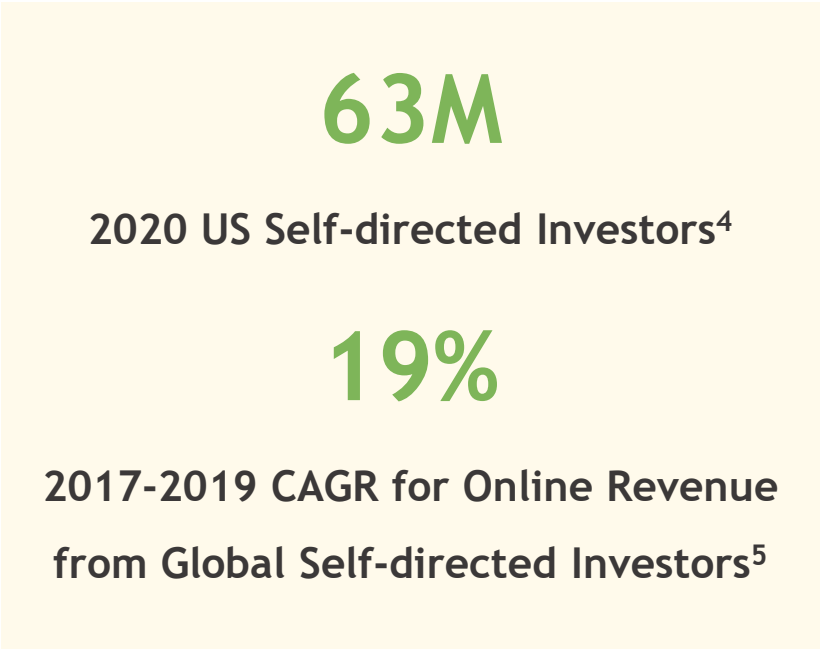 63M
2020 US Self-directed Investors⁴
19%
2017-2019 CAGR for Online Revenue
from Global Self-directed Investors⁵